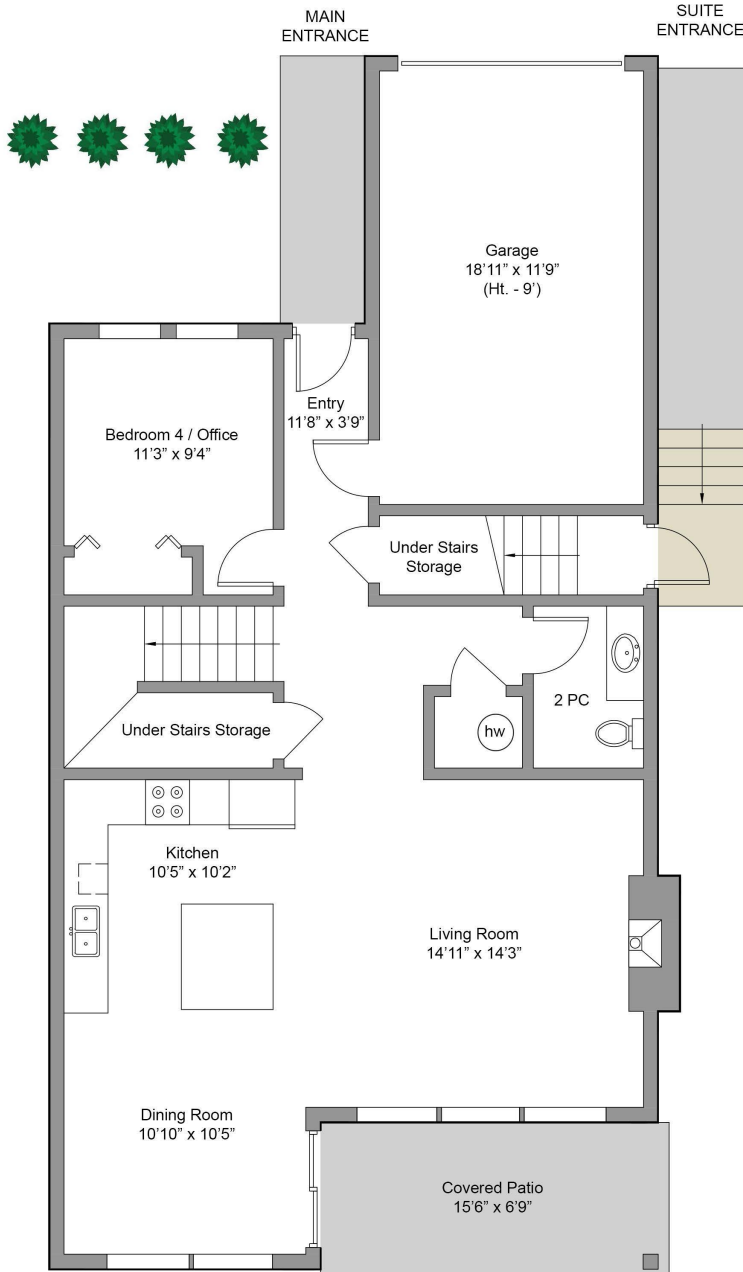 MAIN
ENTRANCE
SUITE
ENTRANCE
Garage
18’11” x 11’9”
(Ht. - 9’)
Entry
11’8” x 3’9”
Bedroom 4 / Office
11’3” x 9’4”
Under Stairs
Storage
2 PC
Under Stairs Storage
hw
Kitchen
10’5” x 10’2”
Living Room
14’11” x 14’3”
Dining Room
10’10” x 10’5”
Covered Patio
15’6” x 6’9”